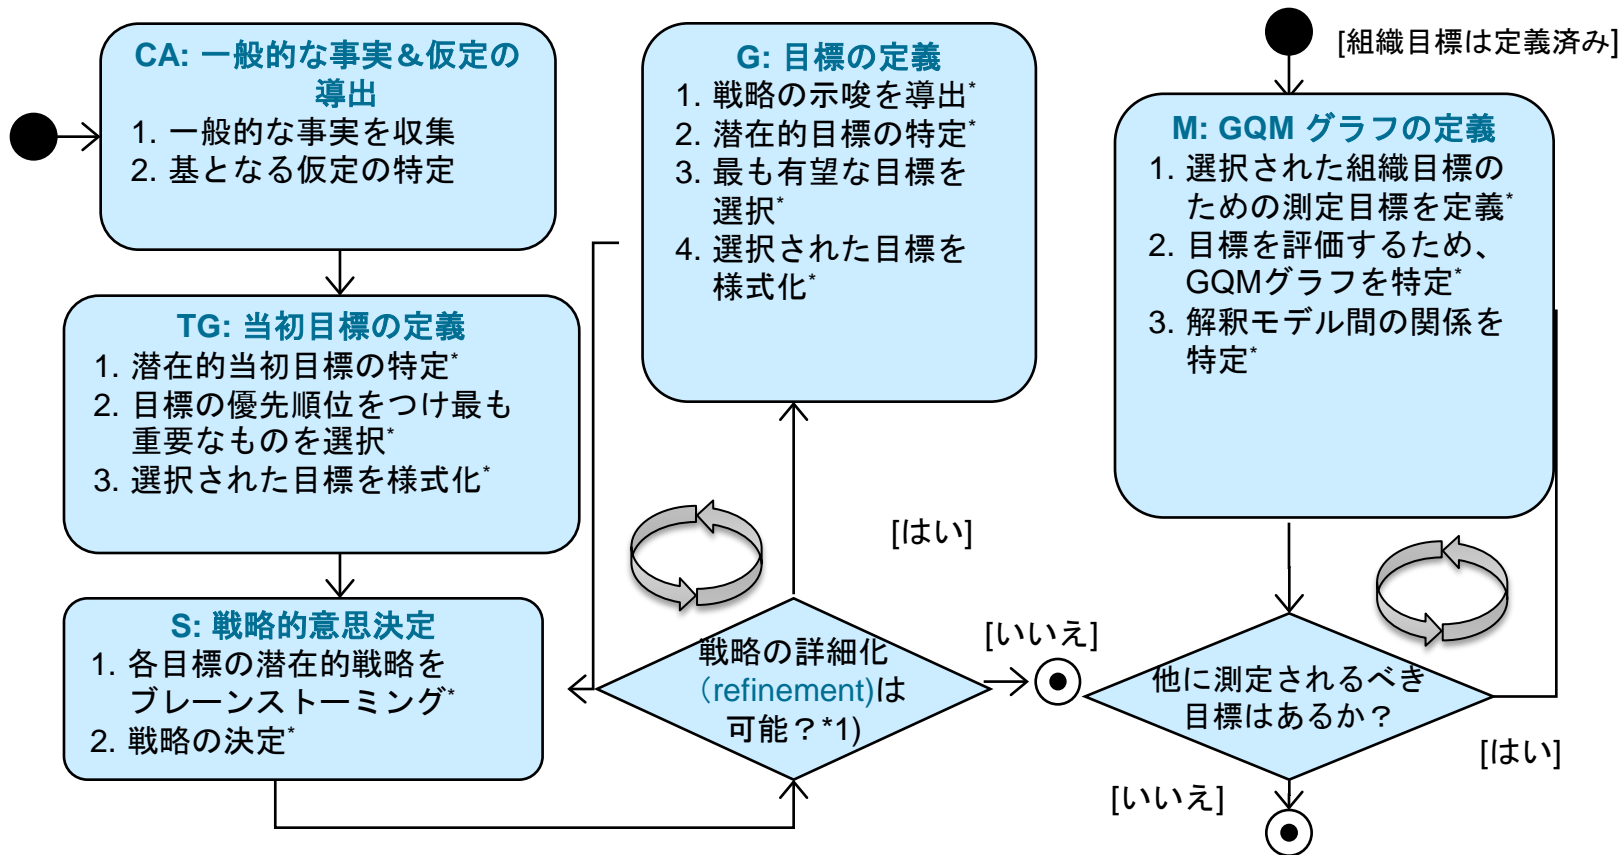 CA: 一般的な事実＆仮定の
導出
1. 一般的な事実を収集
2. 基となる仮定の特定
TG: 当初目標の定義
1. 潜在的当初目標の特定*
2. 目標の優先順位をつけ最も
重要なものを選択*
3. 選択された目標を様式化*
S: 戦略的意思決定
1. 各目標の潜在的戦略を
ブレーンストーミング*
2. 戦略の決定*
G: 目標の定義
1. 戦略の示唆を導出*
2. 潜在的目標の特定*
3. 最も有望な目標を
選択*
4. 選択された目標を
様式化*
[はい]
戦略の詳細化
（refinement)は
可能？*1)
[いいえ]
[組織目標は定義済み]
M: GQM グラフの定義
1. 選択された組織目標の
ための測定目標を定義*
2. 目標を評価するため、
GQMグラフを特定*
3. 解釈モデル間の関係を
特定*
他に測定されるべき
目標はあるか？
[はい]
[いいえ]